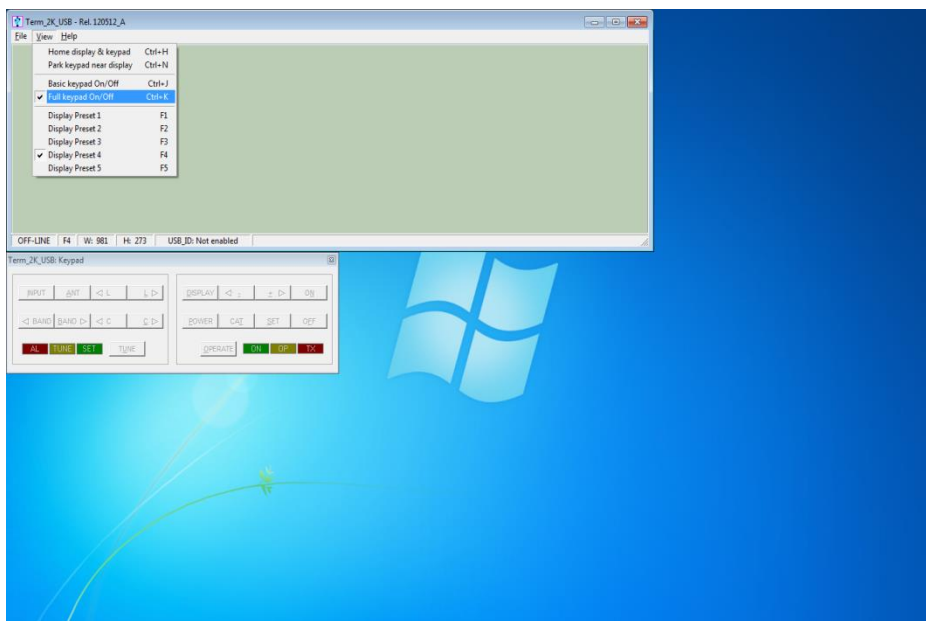 Term_2K_USB - Rel. 120512_A
File View Help
Home display & keypad Ctrl+H
Park keypad near display Ctrl+N
Basic keypad On/Off Ctrl+J
Full keypad On/Off Ctrl+K
Display Preset 1 F1
Display Preset 2 F2
Display Preset 3 F3
Display Preset 4 F4
Display Preset 5 F5
OFF-LINE F4 W: 981 H: 273 USB_ID: Not enabled
Term_2K_USB: Keypad
INPUT ANT ◁ L L ▷ DISPLAY ◁ - + ▷ ON
◁ BAND BAND ▷ ◁ C C ▷ POWER CAT SET OFF
AL TUNE SET TUNE OPERATE ON OP TX